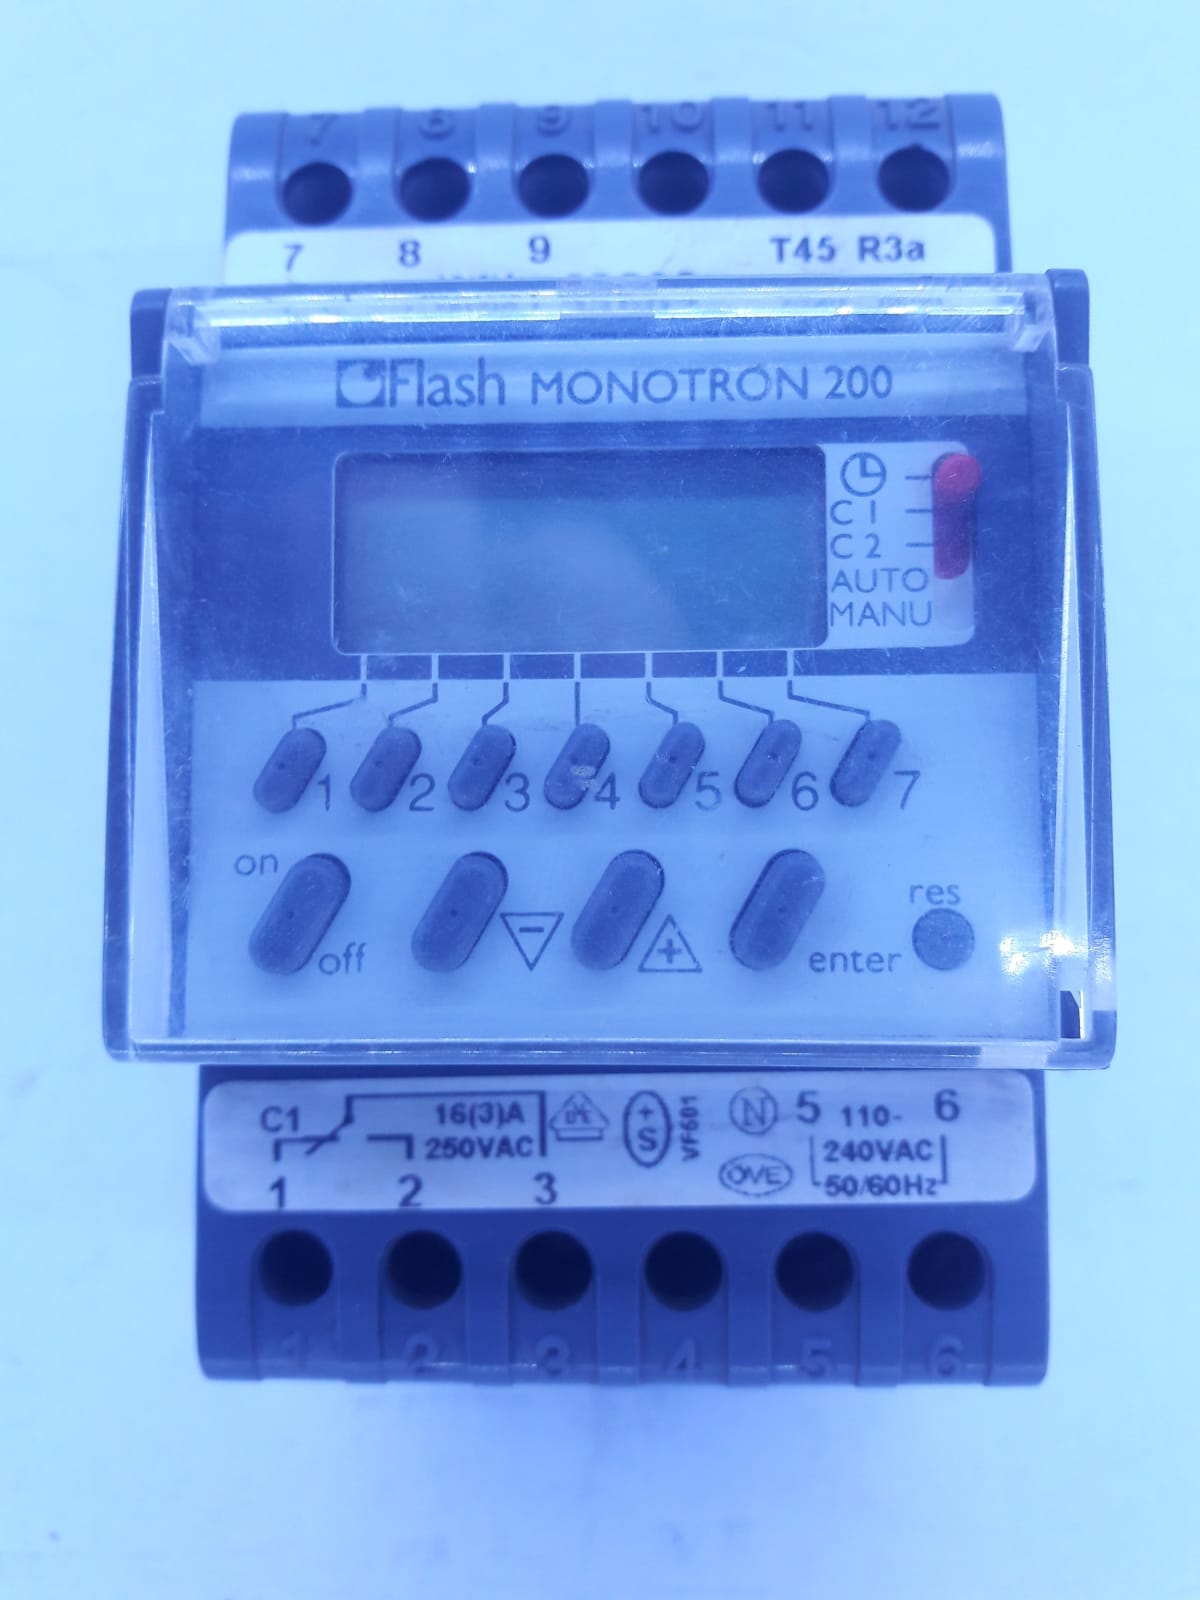 7 8 9 10 11 12
7 8 9 T45 R3a
Flash MONOTRON 200
C1
C2
AUTO
MANU
1 2 3 4 5 6 7
on
off
− + enter
res
C1 16(3)A
250VAC
1 2 3
+
S
VF601
N 5 110- 6
240VAC
50/60Hz
OVE
1 2 3 4 5 6